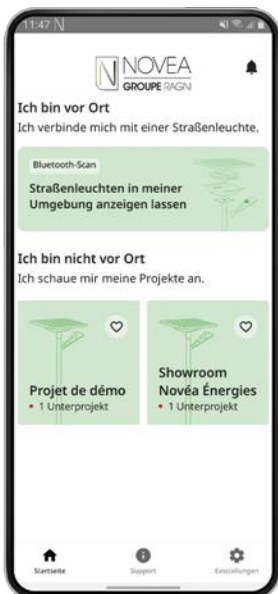 11:47 N
NOVEA
GROUPE RAGNI
Ich bin vor Ort
Ich verbinde mich mit einer Straßenleuchte.
Bluetooth-Scan
Straßenleuchten in meiner
Umgebung anzeigen lassen
Ich bin nicht vor Ort
Ich schaue mir meine Projekte an.
Projet de démo
• 1 Unterprojekt
Showroom
Novéa Énergies
• 1 Unterprojekt
Startseite
Support
Einstellungen